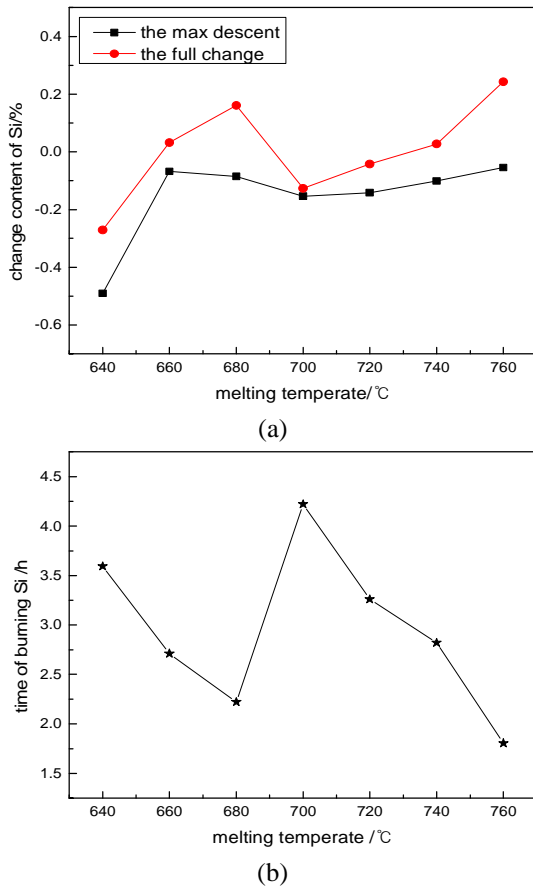 the max descent
the full change
0.4
0.2
0.0
-0.2
-0.4
-0.6
change content of Si/%
640 660 680 700 720 740 760
melting temperate/℃
(a)
4.5
4.0
3.5
3.0
2.5
2.0
1.5
time of burning Si /h
640 660 680 700 720 740 760
melting temperate /℃
(b)